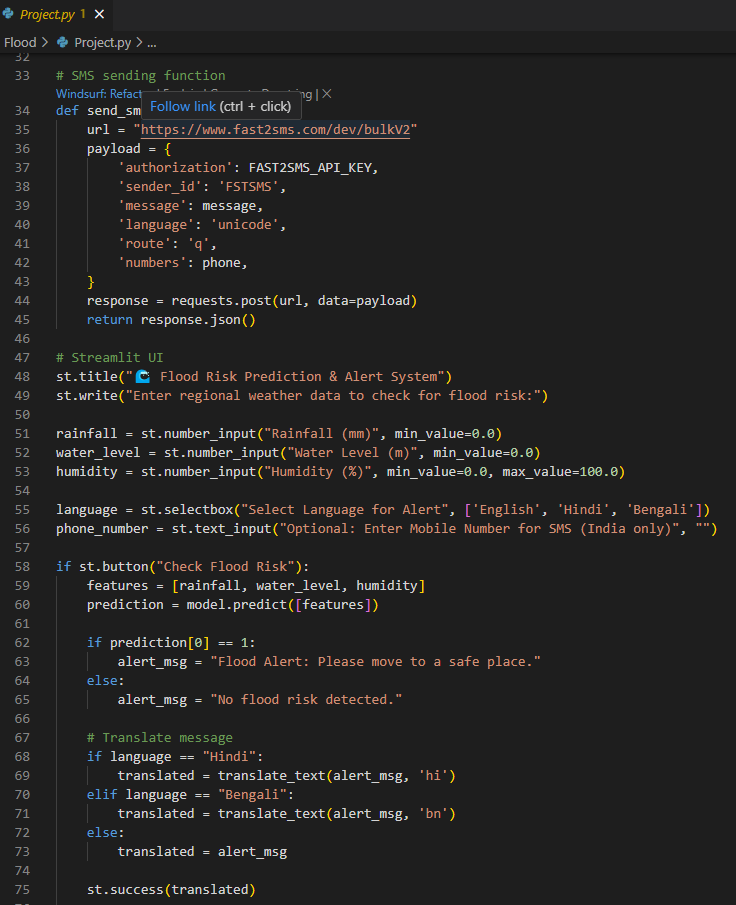 Project.py 1 ×
Flood > Project.py > ...
32
33 # SMS sending function
Windsurf: Refact | ng | ×
Follow link (ctrl + click)
34 def send_sm
35     url = "https://www.fast2sms.com/dev/bulkV2"
36     payload = {
37         'authorization': FAST2SMS_API_KEY,
38         'sender_id': 'FSTSMS',
39         'message': message,
40         'language': 'unicode',
41         'route': 'q',
42         'numbers': phone,
43     }
44     response = requests.post(url, data=payload)
45     return response.json()
46
47 # Streamlit UI
48 st.title("🌊 Flood Risk Prediction & Alert System")
49 st.write("Enter regional weather data to check for flood risk:")
50
51 rainfall = st.number_input("Rainfall (mm)", min_value=0.0)
52 water_level = st.number_input("Water Level (m)", min_value=0.0)
53 humidity = st.number_input("Humidity (%)", min_value=0.0, max_value=100.0)
54
55 language = st.selectbox("Select Language for Alert", ['English', 'Hindi', 'Bengali'])
56 phone_number = st.text_input("Optional: Enter Mobile Number for SMS (India only)", "")
57
58 if st.button("Check Flood Risk"):
59     features = [rainfall, water_level, humidity]
60     prediction = model.predict([features])
61
62     if prediction[0] == 1:
63         alert_msg = "Flood Alert: Please move to a safe place."
64     else:
65         alert_msg = "No flood risk detected."
66
67     # Translate message
68     if language == "Hindi":
69         translated = translate_text(alert_msg, 'hi')
70     elif language == "Bengali":
71         translated = translate_text(alert_msg, 'bn')
72     else:
73         translated = alert_msg
74
75     st.success(translated)